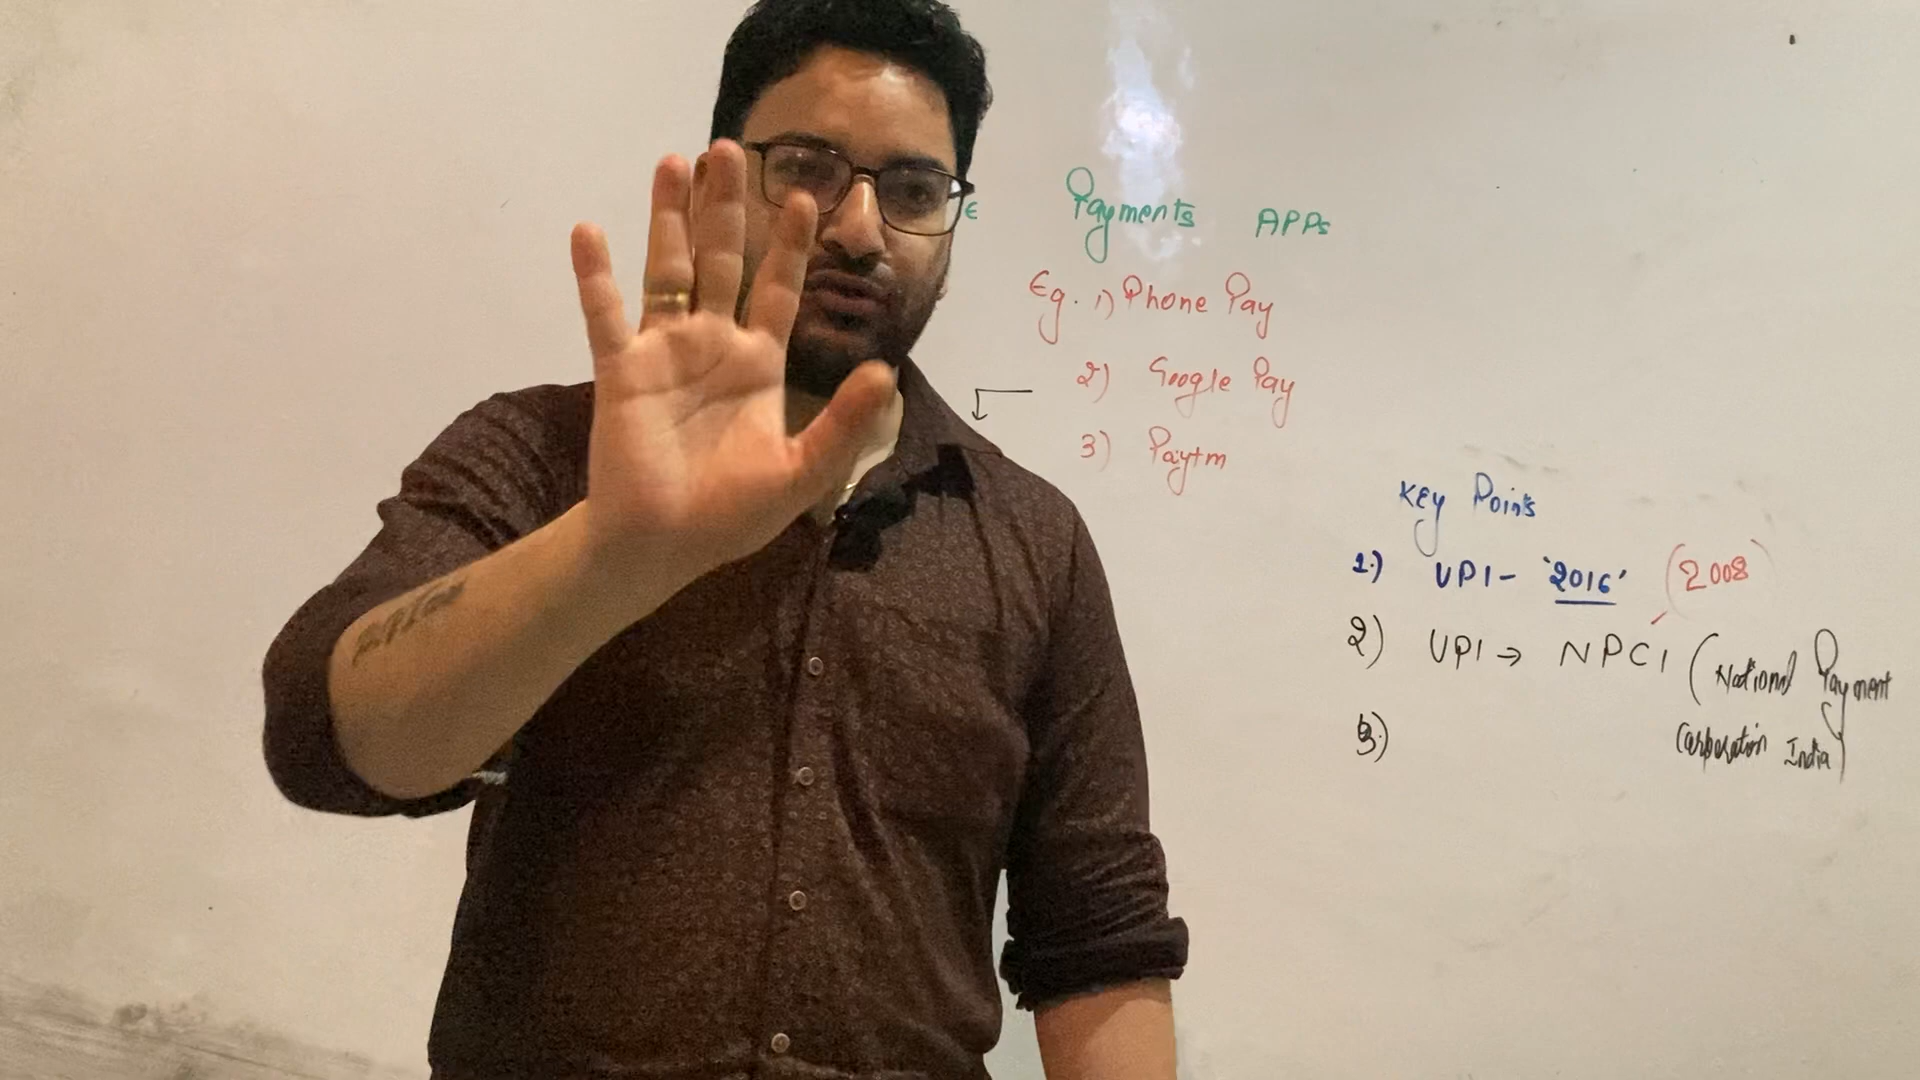 Payments APPs
Eg. 1) Phone Pay
2) Google Pay
3) Paytm
Key Points
1.) UPI - '2016' (2008)
2) UPI → NPCI (National Payment
Corporation India)
3.)